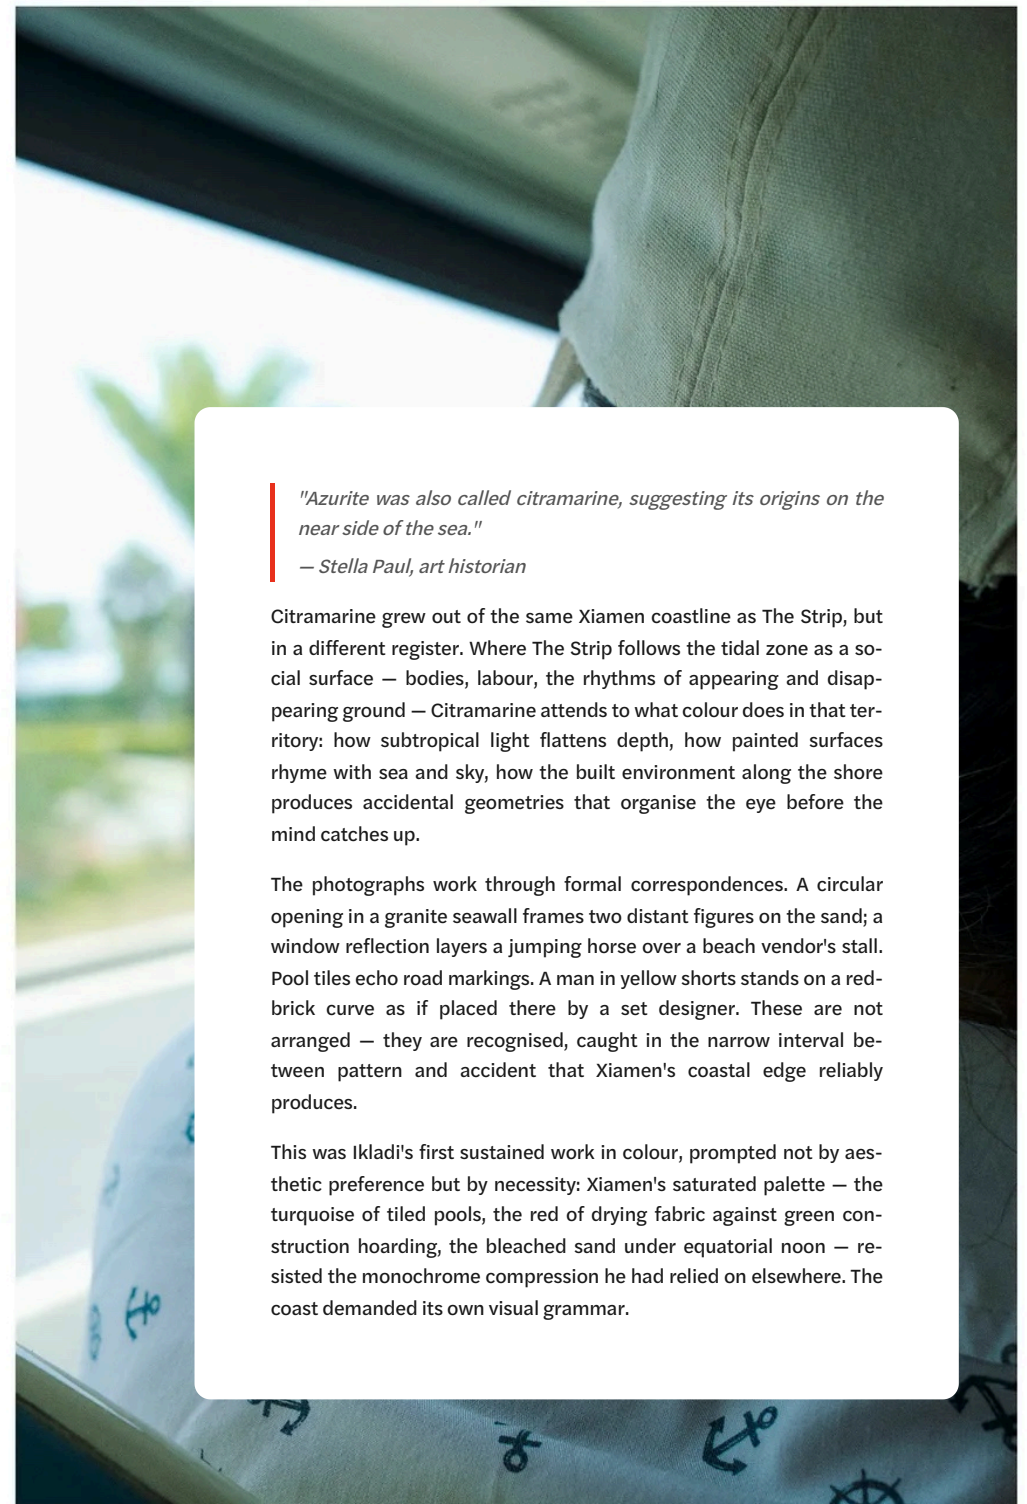 "Azurite was also called citramarine, suggesting its origins on the
near side of the sea."
— Stella Paul, art historian
Citramarine grew out of the same Xiamen coastline as The Strip, but
in a different register. Where The Strip follows the tidal zone as a so-
cial surface — bodies, labour, the rhythms of appearing and disap-
pearing ground — Citramarine attends to what colour does in that ter-
ritory: how subtropical light flattens depth, how painted surfaces
rhyme with sea and sky, how the built environment along the shore
produces accidental geometries that organise the eye before the
mind catches up.
The photographs work through formal correspondences. A circular
opening in a granite seawall frames two distant figures on the sand; a
window reflection layers a jumping horse over a beach vendor's stall.
Pool tiles echo road markings. A man in yellow shorts stands on a red-
brick curve as if placed there by a set designer. These are not
arranged — they are recognised, caught in the narrow interval be-
tween pattern and accident that Xiamen's coastal edge reliably
produces.
This was Ikladi's first sustained work in colour, prompted not by aes-
thetic preference but by necessity: Xiamen's saturated palette — the
turquoise of tiled pools, the red of drying fabric against green con-
struction hoarding, the bleached sand under equatorial noon — re-
sisted the monochrome compression he had relied on elsewhere. The
coast demanded its own visual grammar.